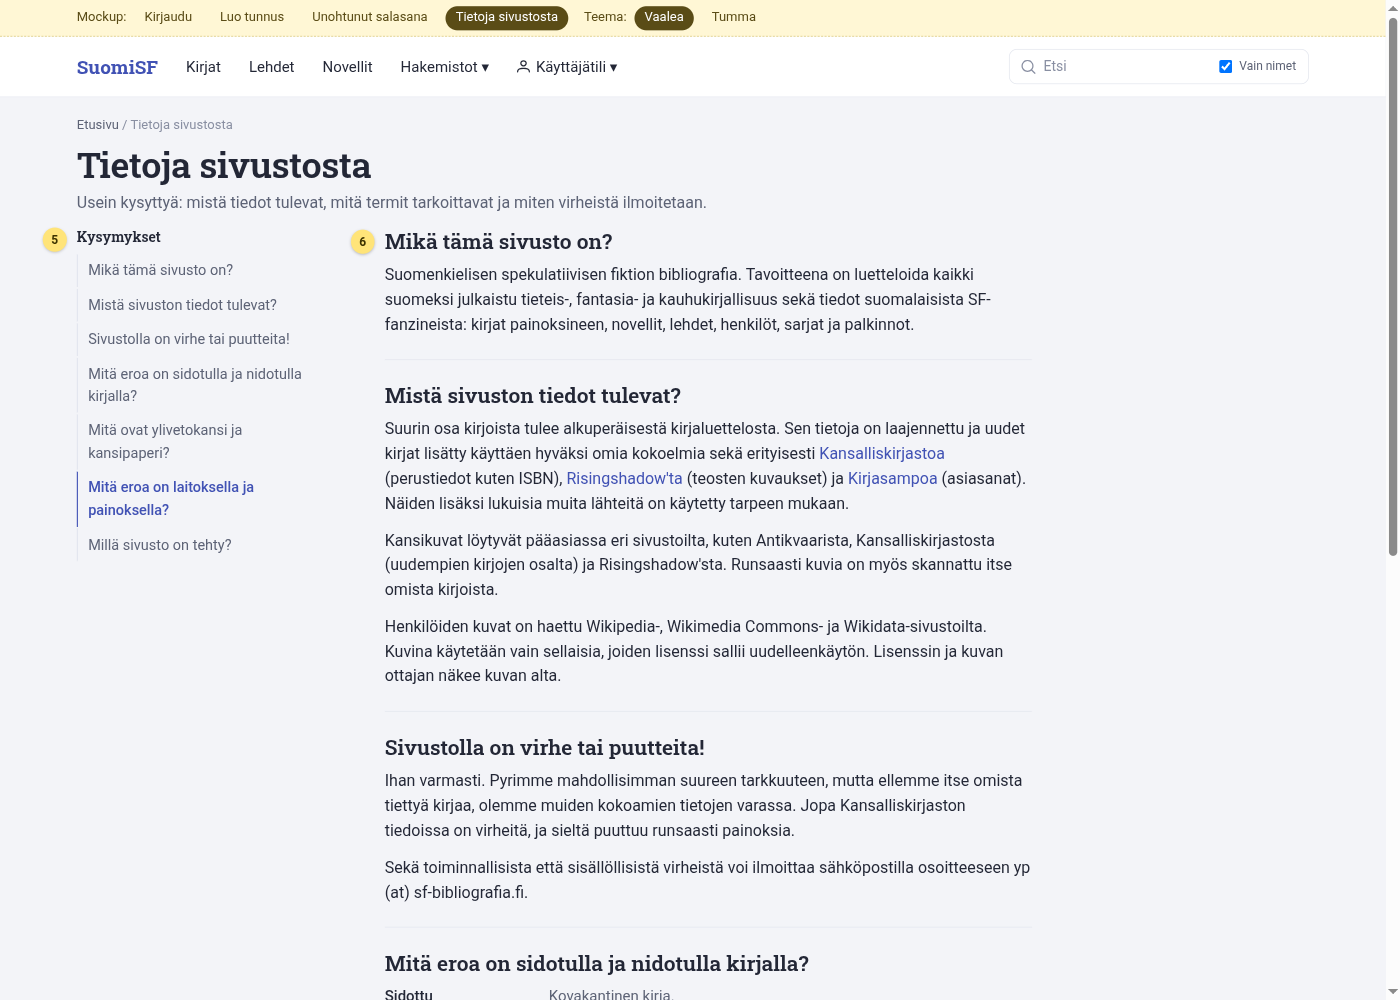 Mockup: Kirjaudu Luo tunnus Unohtunut salasana Tietoja sivustosta Teema: Vaalea Tumma
SuomiSF Kirjat Lehdet Novellit Hakemistot ▾ Käyttäjätili ▾ Etsi Vain nimet
Etusivu / Tietoja sivustosta
Tietoja sivustosta
Usein kysyttyä: mistä tiedot tulevat, mitä termit tarkoittavat ja miten virheistä ilmoitetaan.
5 Kysymykset
Mikä tämä sivusto on?
Mistä sivuston tiedot tulevat?
Sivustolla on virhe tai puutteita!
Mitä eroa on sidotulla ja nidotulla
kirjalla?
Mitä ovat ylivetokansi ja
kansipaperi?
Mitä eroa on laitoksella ja
painoksella?
Millä sivusto on tehty?
6 Mikä tämä sivusto on?
Suomenkielisen spekulatiivisen fiktion bibliografia. Tavoitteena on luetteloida kaikki
suomeksi julkaistu tieteis-, fantasia- ja kauhukirjallisuus sekä tiedot suomalaisista SF-
fanzineista: kirjat painoksineen, novellit, lehdet, henkilöt, sarjat ja palkinnot.
Mistä sivuston tiedot tulevat?
Suurin osa kirjoista tulee alkuperäisestä kirjaluettelosta. Sen tietoja on laajennettu ja uudet
kirjat lisätty käyttäen hyväksi omia kokoelmia sekä erityisesti Kansalliskirjastoa
(perustiedot kuten ISBN), Risingshadow'ta (teosten kuvaukset) ja Kirjasampoa (asiasanat).
Näiden lisäksi lukuisia muita lähteitä on käytetty tarpeen mukaan.
Kansikuvat löytyvät pääasiassa eri sivustoilta, kuten Antikvaarista, Kansalliskirjastosta
(uudempien kirjojen osalta) ja Risingshadow'sta. Runsaasti kuvia on myös skannattu itse
omista kirjoista.
Henkilöiden kuvat on haettu Wikipedia-, Wikimedia Commons- ja Wikidata-sivustoilta.
Kuvina käytetään vain sellaisia, joiden lisenssi sallii uudelleenkäytön. Lisenssin ja kuvan
ottajan näkee kuvan alta.
Sivustolla on virhe tai puutteita!
Ihan varmasti. Pyrimme mahdollisimman suureen tarkkuuteen, mutta ellemme itse omista
tiettyä kirjaa, olemme muiden kokoamien tietojen varassa. Jopa Kansalliskirjaston
tiedoissa on virheitä, ja sieltä puuttuu runsaasti painoksia.
Sekä toiminnallisista että sisällöllisistä virheistä voi ilmoittaa sähköpostilla osoitteeseen yp
(at) sf-bibliografia.fi.
Mitä eroa on sidotulla ja nidotulla kirjalla?
Sidottu Kovakantinen kirja.